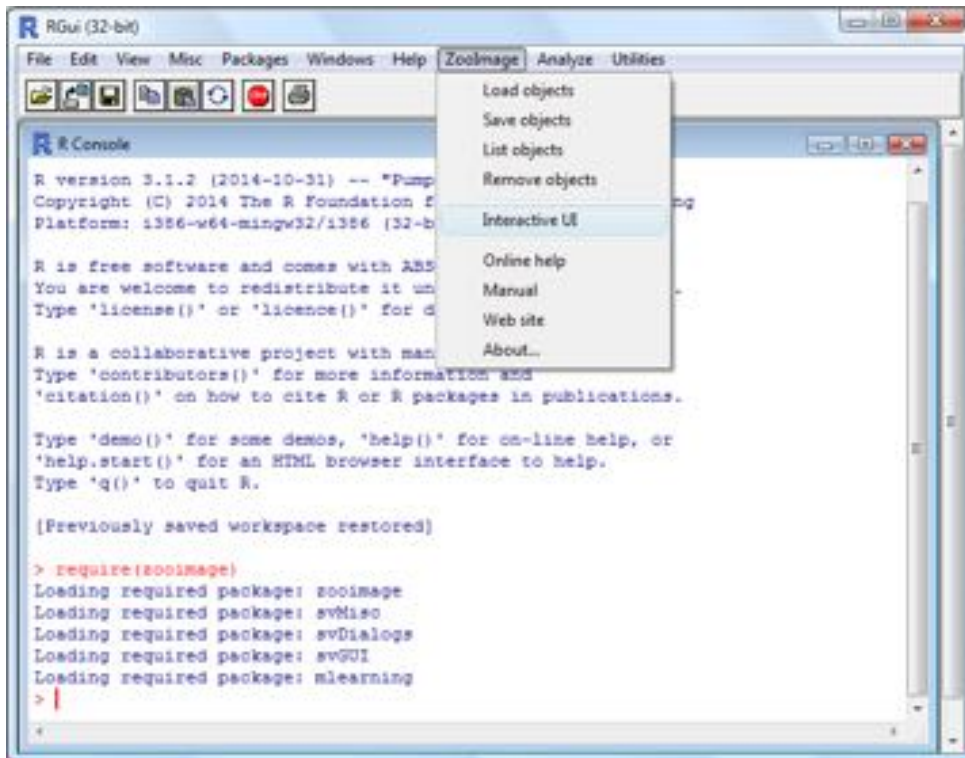 RGui (32-bit)
File Edit View Misc Packages Windows Help ZooImage Analyze Utilities
Load objects
Save objects
List objects
Remove objects
Interactive UI
Online help
Manual
Web site
About...
R Console
R version 3.1.2 (2014-10-31) -- "Pump
Copyright (C) 2014 The R Foundation f ng
Platform: i386-w64-mingw32/i386 (32-b
R is free software and comes with ABS
You are welcome to redistribute it un .
Type 'license()' or 'licence()' for d
R is a collaborative project with man
Type 'contributors()' for more information and
'citation()' on how to cite R or R packages in publications.
Type 'demo()' for some demos, 'help()' for on-line help, or
'help.start()' for an HTML browser interface to help.
Type 'q()' to quit R.
[Previously saved workspace restored]
> require(zooimage)
Loading required package: zooimage
Loading required package: svMisc
Loading required package: svDialogs
Loading required package: svGUI
Loading required package: mlearning
>